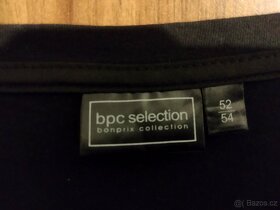 bpc selection
bonprix collection
52
54
Bazos.cz